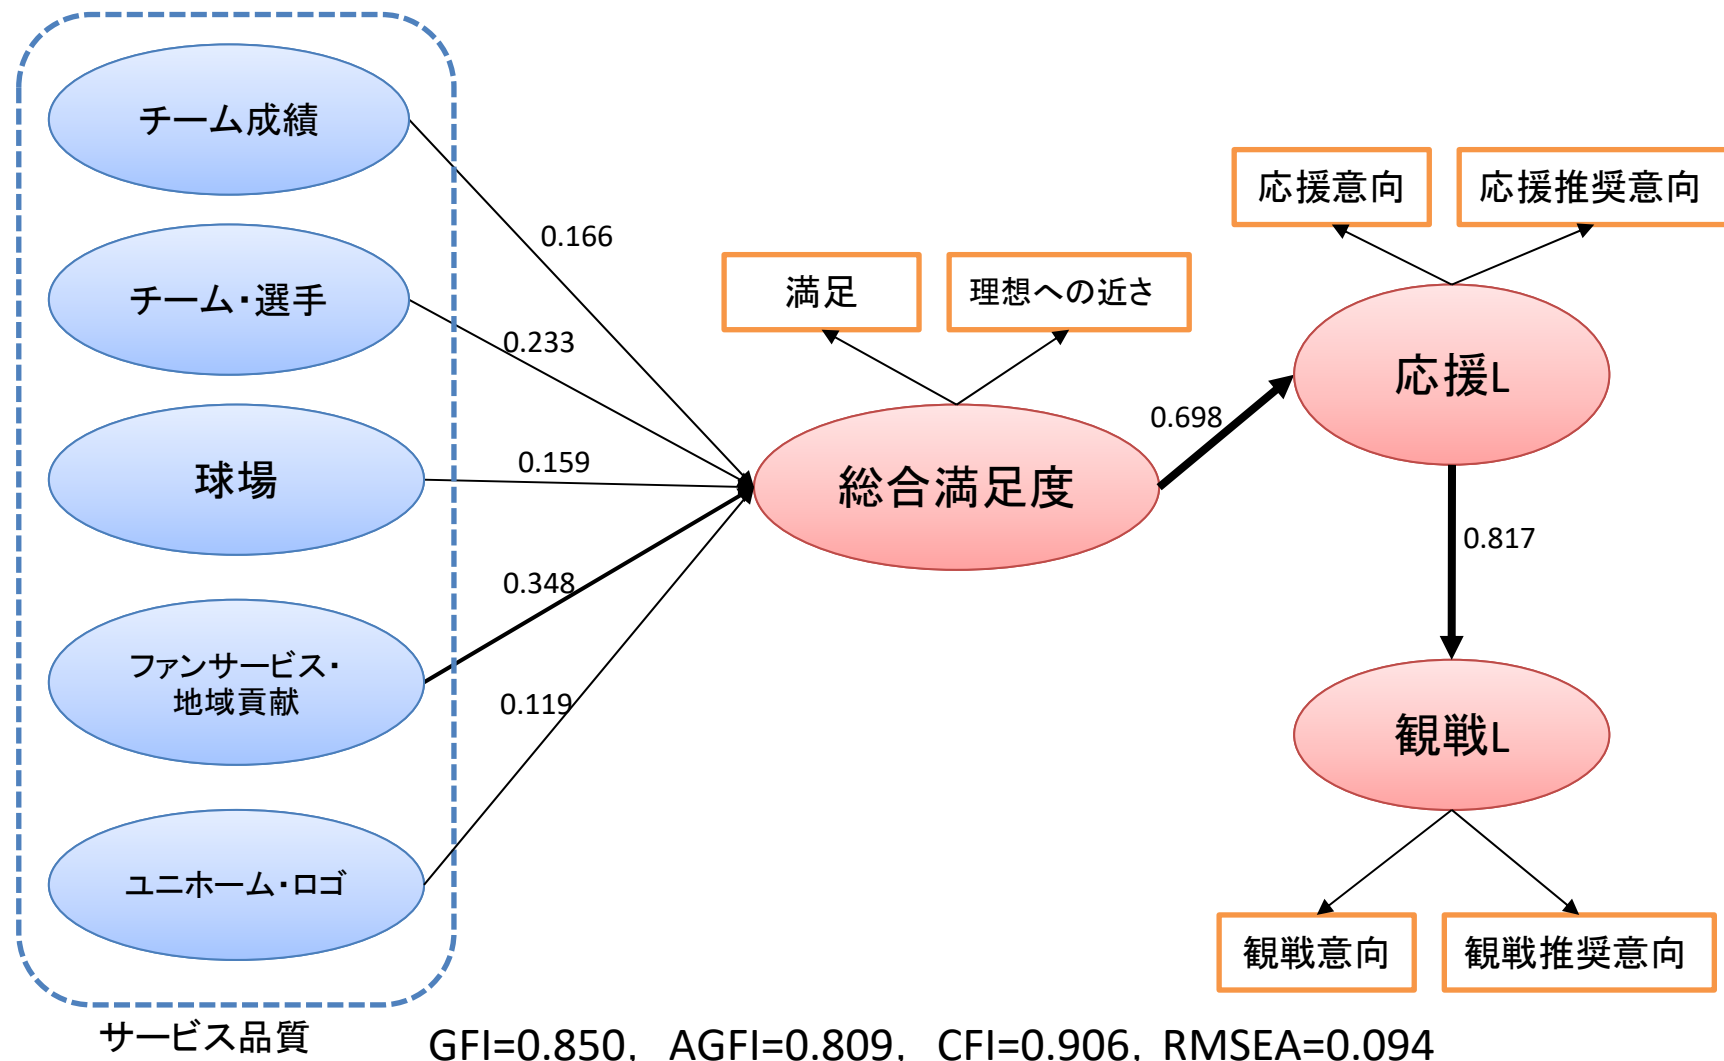 チーム成績
チーム・選手
球場
ファンサービス・
地域貢献
ユニホーム・ロゴ
サービス品質
0.166
0.233
0.159
0.348
0.119
満足
理想への近さ
総合満足度
0.698
応援意向
応援推奨意向
応援L
0.817
観戦L
観戦意向
観戦推奨意向
GFI=0.850, AGFI=0.809, CFI=0.906, RMSEA=0.094